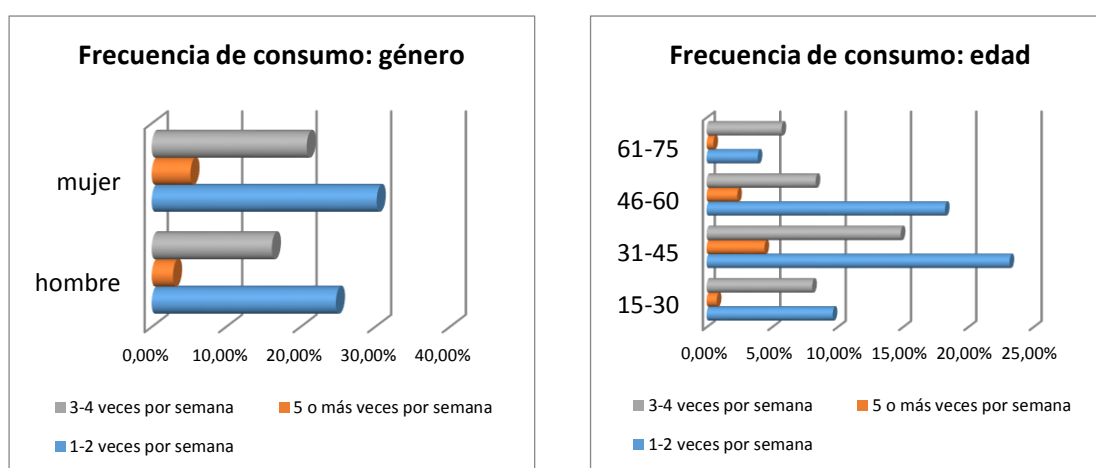 Frecuencia de consumo: género
mujer
hombre
0,00% 10,00% 20,00% 30,00% 40,00%
3-4 veces por semana 5 o más veces por semana
1-2 veces por semana
Frecuencia de consumo: edad
61-75
46-60
31-45
15-30
0,00% 5,00% 10,00% 15,00% 20,00% 25,00%
3-4 veces por semana 5 o más veces por semana
1-2 veces por semana